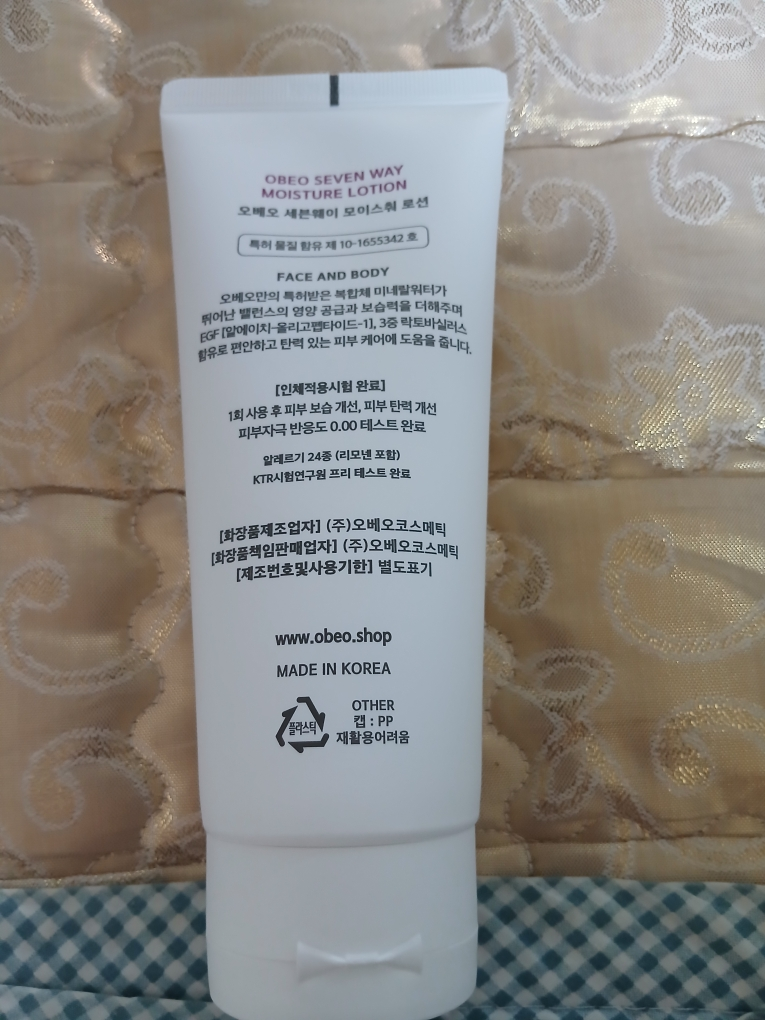 OBEO SEVEN WAY
MOISTURE LOTION
오베오 세븐웨이 모이스춰 로션
특허 물질 함유 제 10-1655342 호
FACE AND BODY
오베오만의 특허받은 복합체 미네랄워터가
뛰어난 밸런스의 영양 공급과 보습력을 더해주며
EGF [알에이치-올리고펩타이드-1], 3중 락토바실러스
함유로 편안하고 탄력 있는 피부 케어에 도움을 줍니다.
[인체적용시험 완료]
1회 사용 후 피부 보습 개선, 피부 탄력 개선
피부자극 반응도 0.00 테스트 완료
알레르기 24종 (리모넨 포함)
KTR시험연구원 프리 테스트 완료
[화장품제조업자] (주)오베오코스메틱
[화장품책임판매업자] (주)오베오코스메틱
[제조번호및사용기한] 별도표기
www.obeo.shop
MADE IN KOREA
플라스틱
OTHER
캡 : PP
재활용어려움